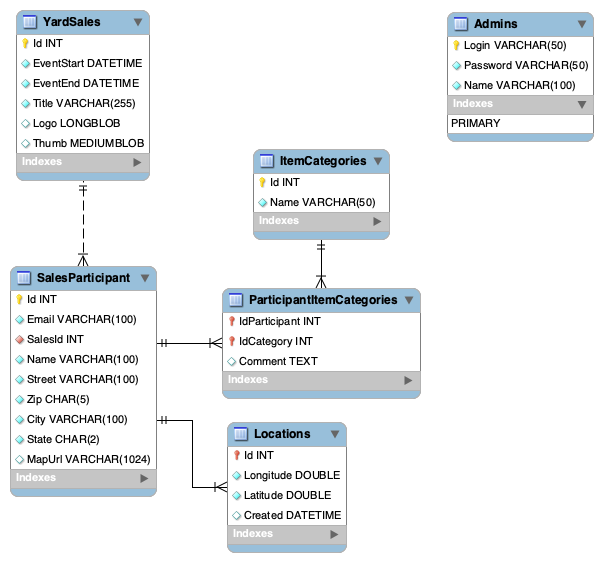 YardSales
Id INT
EventStart DATETIME
EventEnd DATETIME
Title VARCHAR(255)
Logo LONGBLOB
Thumb MEDIUMBLOB
Indexes
Admins
Login VARCHAR(50)
Password VARCHAR(50)
Name VARCHAR(100)
Indexes
PRIMARY
ItemCategories
Id INT
Name VARCHAR(50)
Indexes
SalesParticipant
Id INT
Email VARCHAR(100)
SalesId INT
Name VARCHAR(100)
Street VARCHAR(100)
Zip CHAR(5)
City VARCHAR(100)
State CHAR(2)
MapUrl VARCHAR(1024)
Indexes
ParticipantItemCategories
IdParticipant INT
IdCategory INT
Comment TEXT
Indexes
Locations
Id INT
Longitude DOUBLE
Latitude DOUBLE
Created DATETIME
Indexes